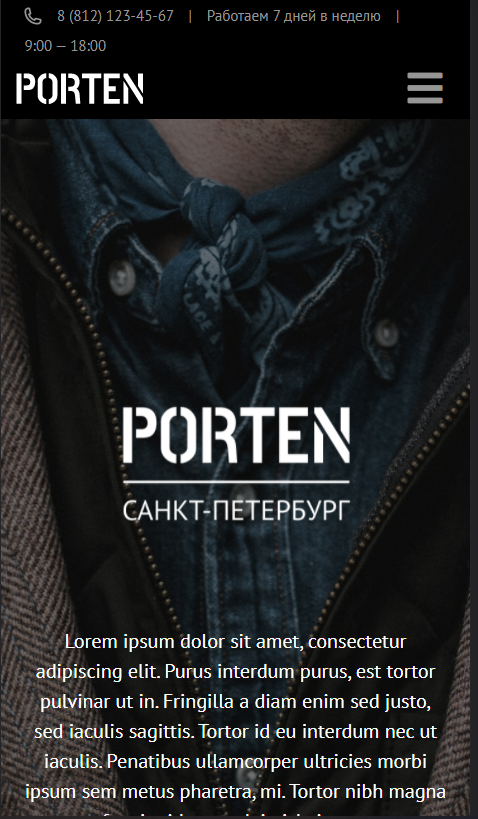 8 (812) 123-45-67 | Работаем 7 дней в неделю |
9:00 — 18:00
PORTEN
PORTEN
САНКТ-ПЕТЕРБУРГ
Lorem ipsum dolor sit amet, consectetur
adipiscing elit. Purus interdum purus, est tortor
pulvinar ut in. Fringilla a diam enim sed justo,
sed iaculis sagittis. Tortor id eu interdum nec ut
iaculis. Penatibus ullamcorper ultricies morbi
ipsum sem metus pharetra, mi. Tortor nibh magna